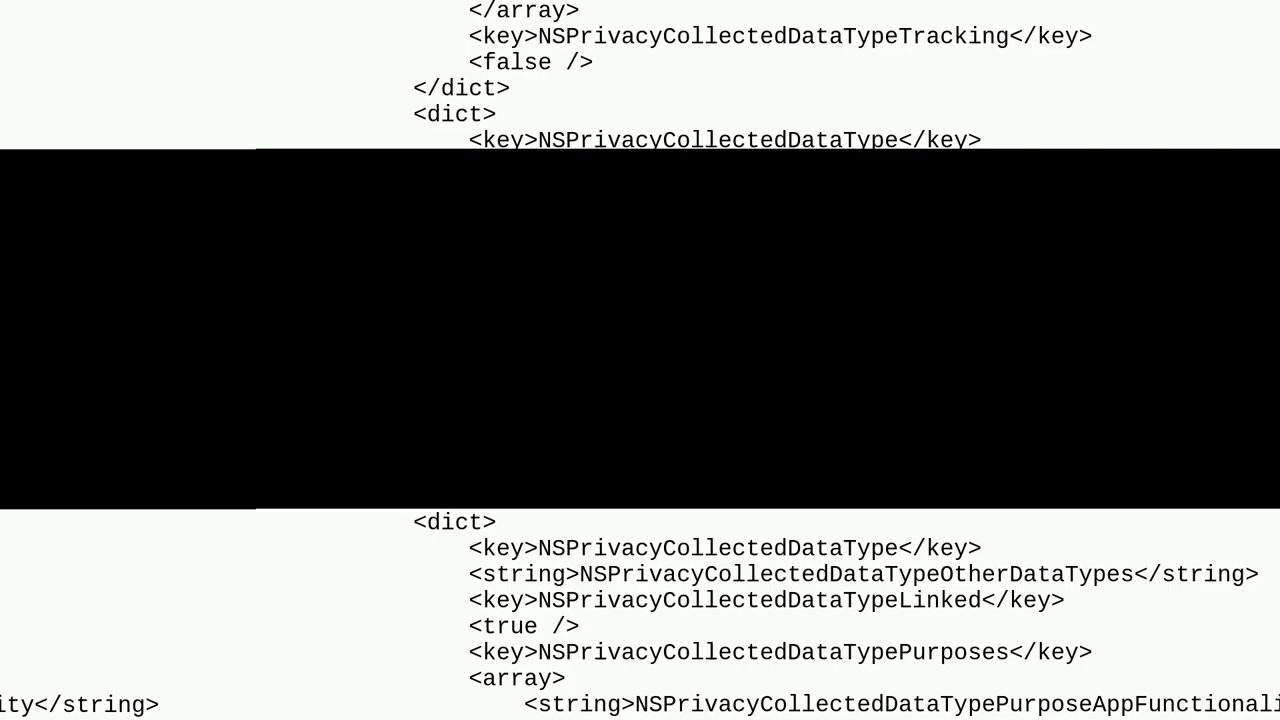 </array>
<key>NSPrivacyCollectedDataTypeTracking</key>
<false />
</dict>
<dict>
<key>NSPrivacyCollectedDataType</key>
<dict>
<key>NSPrivacyCollectedDataType</key>
<string>NSPrivacyCollectedDataTypeOtherDataTypes</string>
<key>NSPrivacyCollectedDataTypeLinked</key>
<true />
<key>NSPrivacyCollectedDataTypePurposes</key>
<array>
ity</string> <string>NSPrivacyCollectedDataTypePurposeAppFunctionali